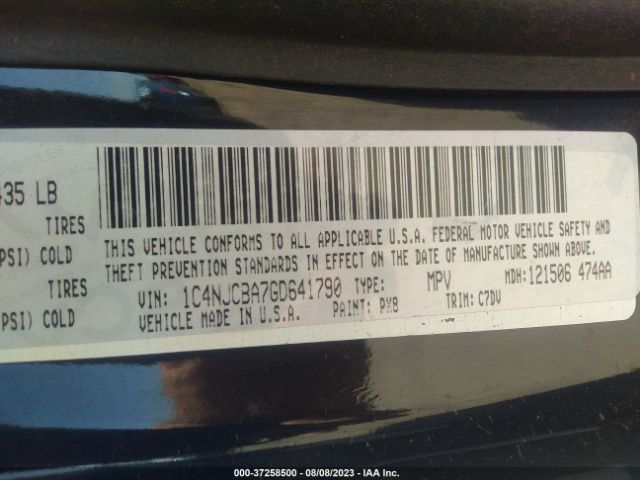 435 LB
TIRES
PSI) COLD
TIRES
PSI) COLD
THIS VEHICLE CONFORMS TO ALL APPLICABLE U.S.A. FEDERAL MOTOR VEHICLE SAFETY AND
THEFT PREVENTION STANDARDS IN EFFECT ON THE DATE OF MANUFACTURE SHOWN ABOVE.
VIN: 1C4NJCBA7GD641790 TYPE: MPV MDH:121506 474AA
VEHICLE MADE IN U.S.A. PAINT: PX8 TRIM: C7DV
000-37258500 - 08/08/2023 - IAA Inc.